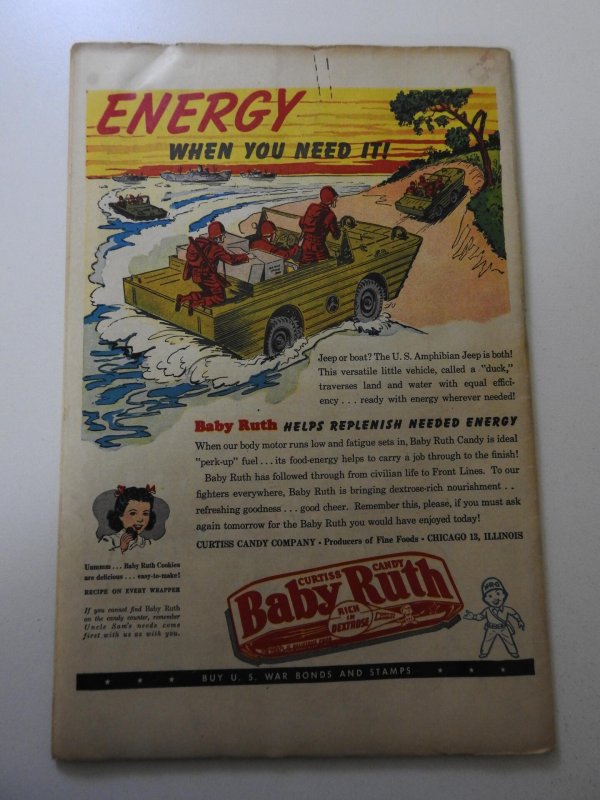 ENERGY
WHEN YOU NEED IT!
Jeep or boat? The U. S. Amphibian Jeep is both!
This versatile little vehicle, called a "duck,"
traverses land and water with equal effici-
ency . . . ready with energy wherever needed!
Baby Ruth HELPS REPLENISH NEEDED ENERGY
When our body motor runs low and fatigue sets in, Baby Ruth Candy is ideal
"perk-up" fuel . . . its food-energy helps to carry a job through to the finish!
Baby Ruth has followed through from civilian life to Front Lines. To our
fighters everywhere, Baby Ruth is bringing dextrose-rich nourishment . .
refreshing goodness . . . good cheer. Remember this, please, if you must ask
again tomorrow for the Baby Ruth you would have enjoyed today!
CURTISS CANDY COMPANY • Producers of Fine Foods • CHICAGO 13, ILLINOIS
Ummmm . . . Baby Ruth Cookies
are delicious . . . easy-to-make!
RECIPE ON EVERY WRAPPER
If you cannot find Baby Ruth
on the candy counter, remember
Uncle Sam's needs come
first with us as with you.
CURTISS CANDY
Baby Ruth
RICH
IN
DEXTROSE
BUY U. S. WAR BONDS AND STAMPS